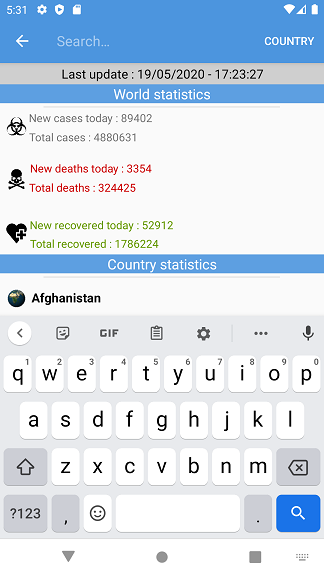 5:31
Search... COUNTRY
Last update : 19/05/2020 - 17:23:27
World statistics
New cases today : 89402
Total cases : 4880631
New deaths today : 3354
Total deaths : 324425
New recovered today : 52912
Total recovered : 1786224
Country statistics
Afghanistan
GIF
1 2 3 4 5 6 7 8 9 0
q w e r t y u i o p
a s d f g h j k l
z x c v b n m
?123 , .